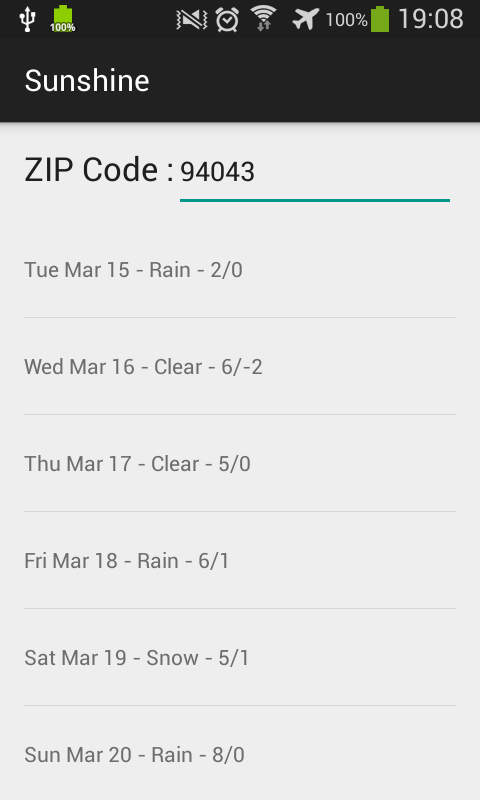 100%
100% 19:08
Sunshine
ZIP Code : 94043
Tue Mar 15 - Rain - 2/0
Wed Mar 16 - Clear - 6/-2
Thu Mar 17 - Clear - 5/0
Fri Mar 18 - Rain - 6/1
Sat Mar 19 - Snow - 5/1
Sun Mar 20 - Rain - 8/0